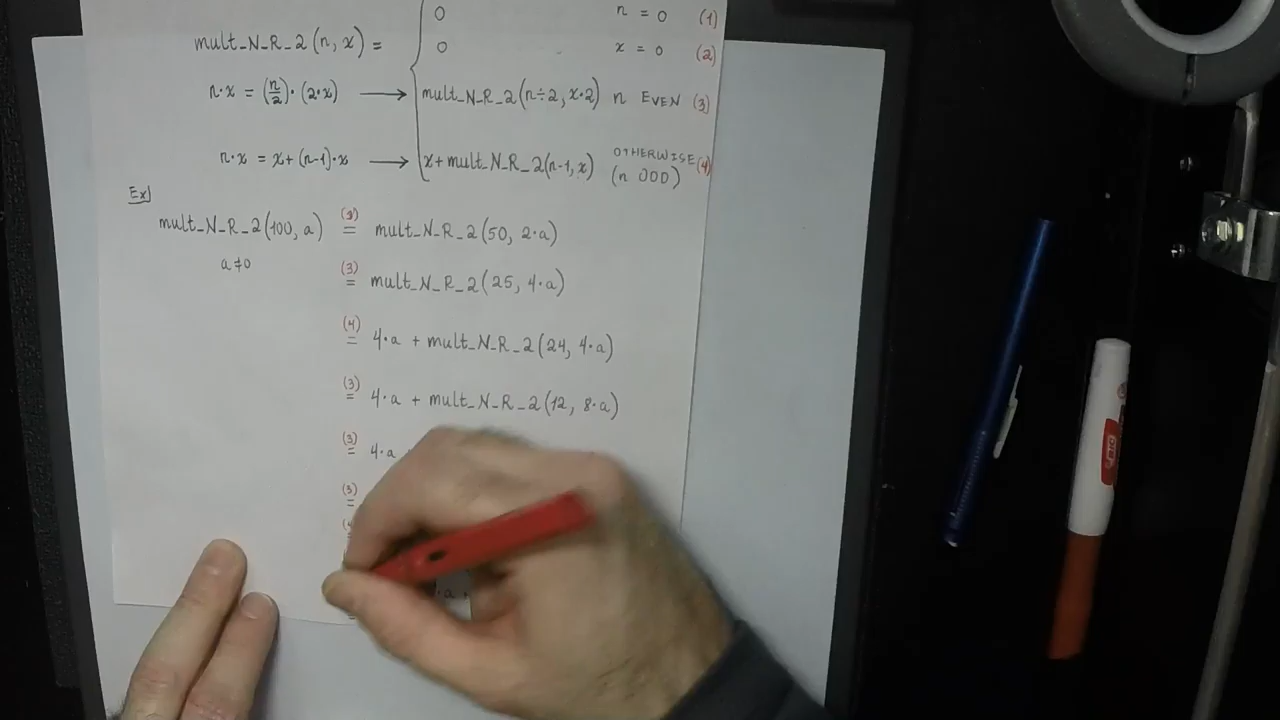 0 n = 0 (1)
mult_N_R_2(n, x) = 0 x = 0 (2)
n·x = (n/2)·(2·x) → mult_N_R_2(n÷2, x·2) n EVEN (3)
n·x = x+(n-1)·x → x+mult_N_R_2(n-1, x) OTHERWISE (4)
(n ODD)
Ex)
mult_N_R_2(100, a) (3) = mult_N_R_2(50, 2·a)
a≠0 (3) = mult_N_R_2(25, 4·a)
(4) = 4·a + mult_N_R_2(24, 4·a)
(3) = 4·a + mult_N_R_2(12, 8·a)
(3) = 4·a
(3) =
BIC